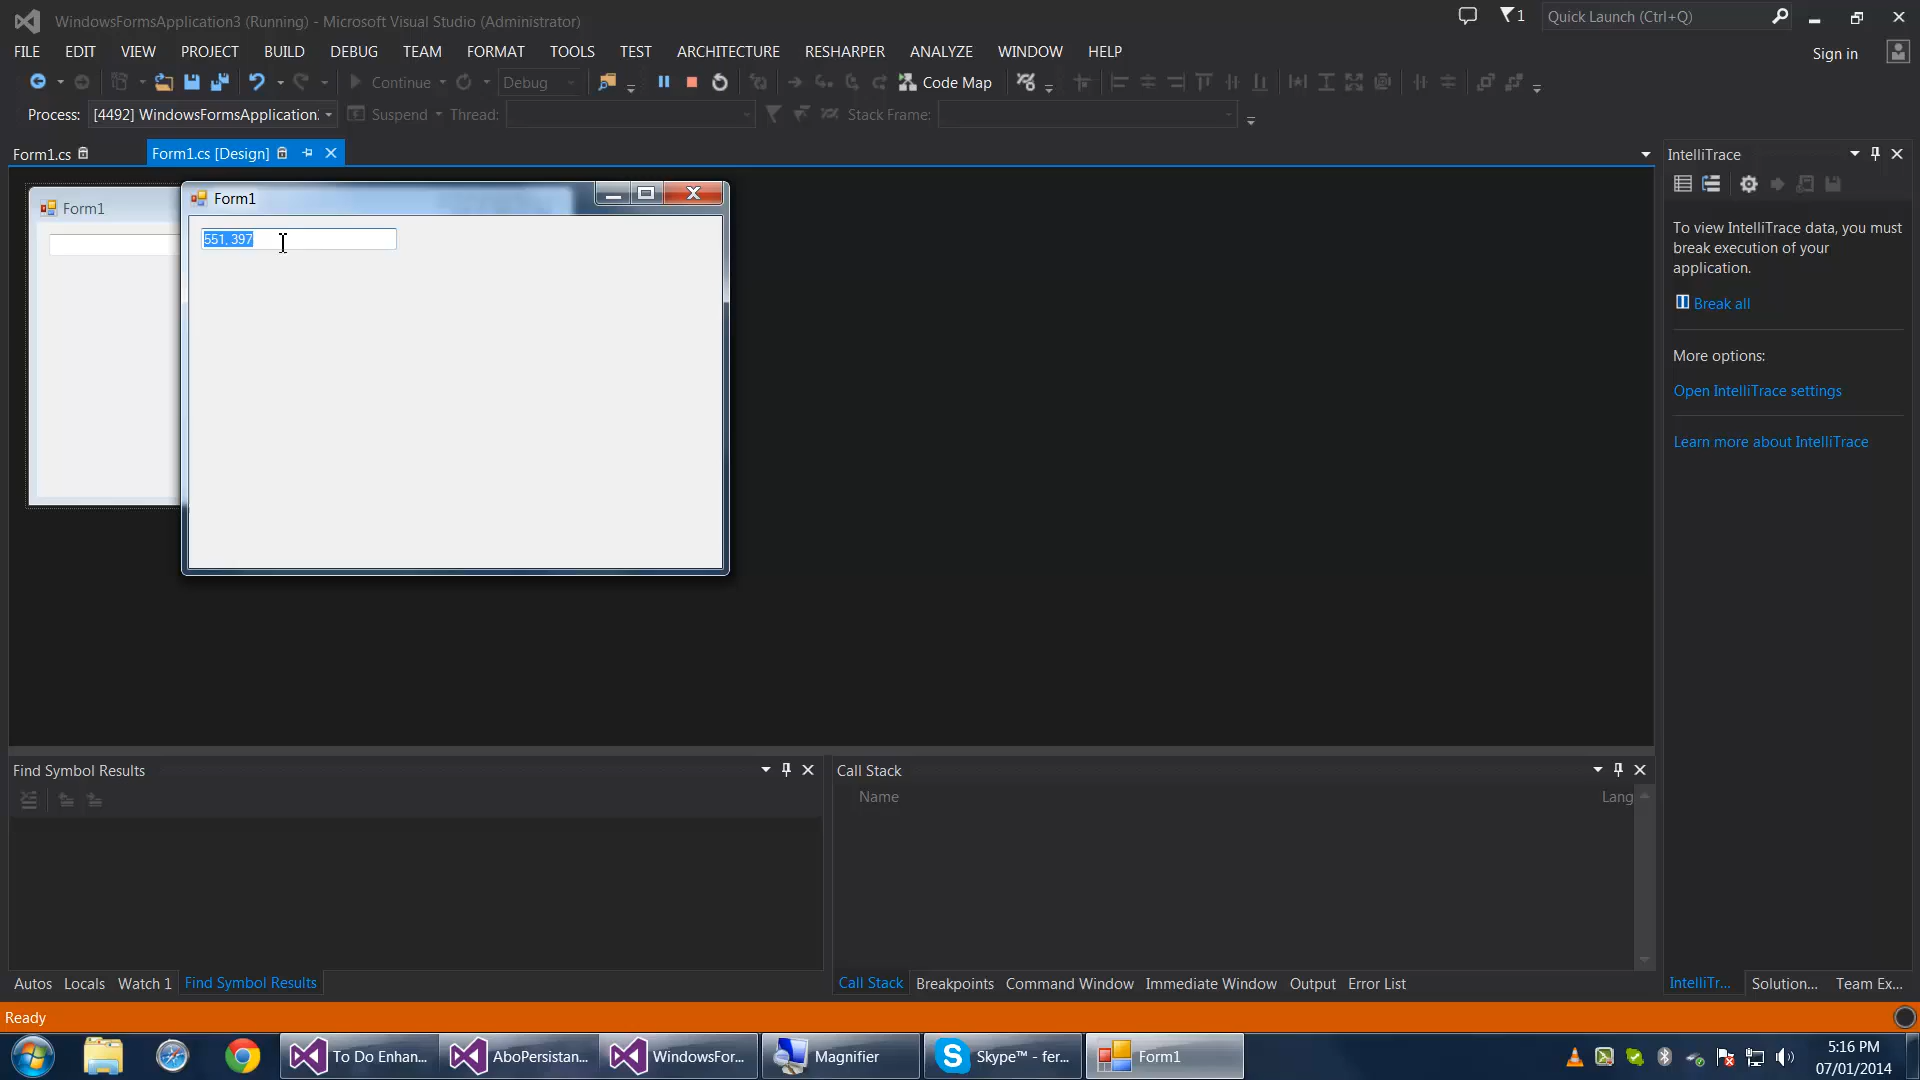 WindowsFormsApplication3 (Running) - Microsoft Visual Studio (Administrator)
1
Quick Launch (Ctrl+Q)
FILE EDIT VIEW PROJECT BUILD DEBUG TEAM FORMAT TOOLS TEST ARCHITECTURE RESHARPER ANALYZE WINDOW HELP
Sign in
Continue Debug Code Map
Process: [4492] WindowsFormsApplication: Suspend Thread: Stack Frame:
Form1.cs Form1.cs [Design]
IntelliTrace
Form1
Form1
551, 397
To view IntelliTrace data, you must
break execution of your
application.
Break all
More options:
Open IntelliTrace settings
Learn more about IntelliTrace
Find Symbol Results
Call Stack
Name Lang
Autos Locals Watch 1 Find Symbol Results
Call Stack Breakpoints Command Window Immediate Window Output Error List
IntelliTr... Solution... Team Ex...
Ready
To Do Enhan... AboPersistan... WindowsFor... Magnifier Skype™ - fer... Form1
5:16 PM
07/01/2014